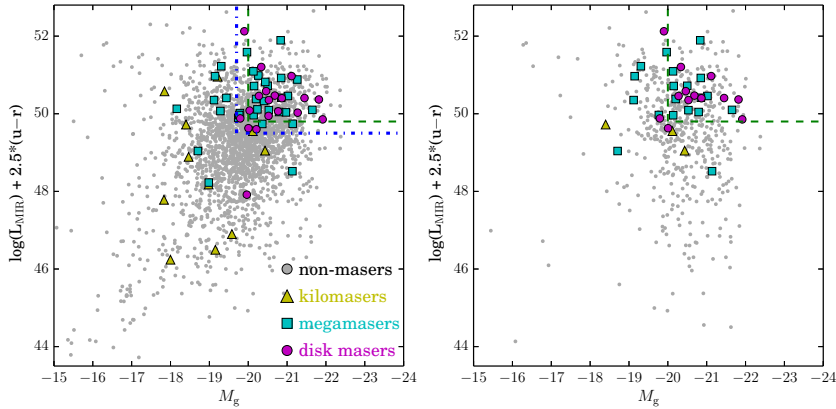 52
50
48
46
44
log(L_MIR) + 2.5*(u−r)
−15 −16 −17 −18 −19 −20 −21 −22 −23 −24
M_g
non-masers
kilomasers
megamasers
disk masers
52
50
48
46
44
log(L_MIR) + 2.5*(u−r)
−15 −16 −17 −18 −19 −20 −21 −22 −23 −24
M_g